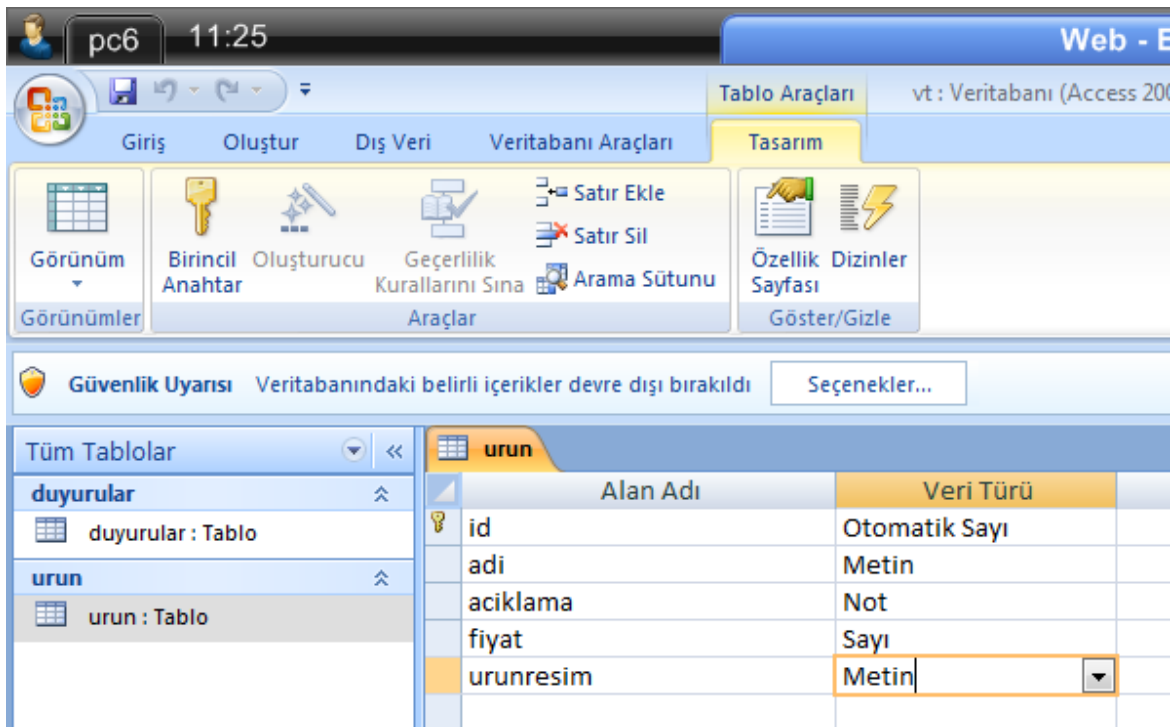 pc6 11:25 Web - E
Tablo Araçları vt : Veritabanı (Access 200
Giriş Oluştur Dış Veri Veritabanı Araçları Tasarım
Görünüm
Birincil
Anahtar
Oluşturucu
Geçerlilik
Kurallarını Sına
Satır Ekle
Satır Sil
Arama Sütunu
Özellik
Sayfası
Dizinler
Görünümler Araçlar Göster/Gizle
Güvenlik Uyarısı Veritabanındaki belirli içerikler devre dışı bırakıldı Seçenekler...
Tüm Tablolar
duyurular
duyurular : Tablo
urun
urun : Tablo
urun
Alan Adı Veri Türü
id Otomatik Sayı
adi Metin
aciklama Not
fiyat Sayı
urunresim Metin